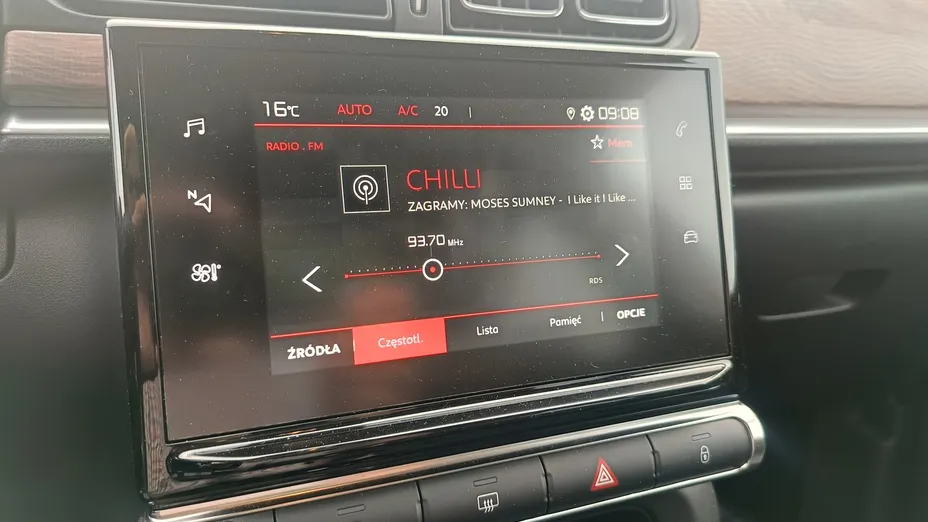 16°C AUTO A/C 20 09:08
RADIO . FM
Mem
N
CHILLI
ZAGRAMY: MOSES SUMNEY - I Like it I Like ...
93.70 MHz
RDS
ŹRÓDŁA Częstotl. Lista Pamięć OPCJE